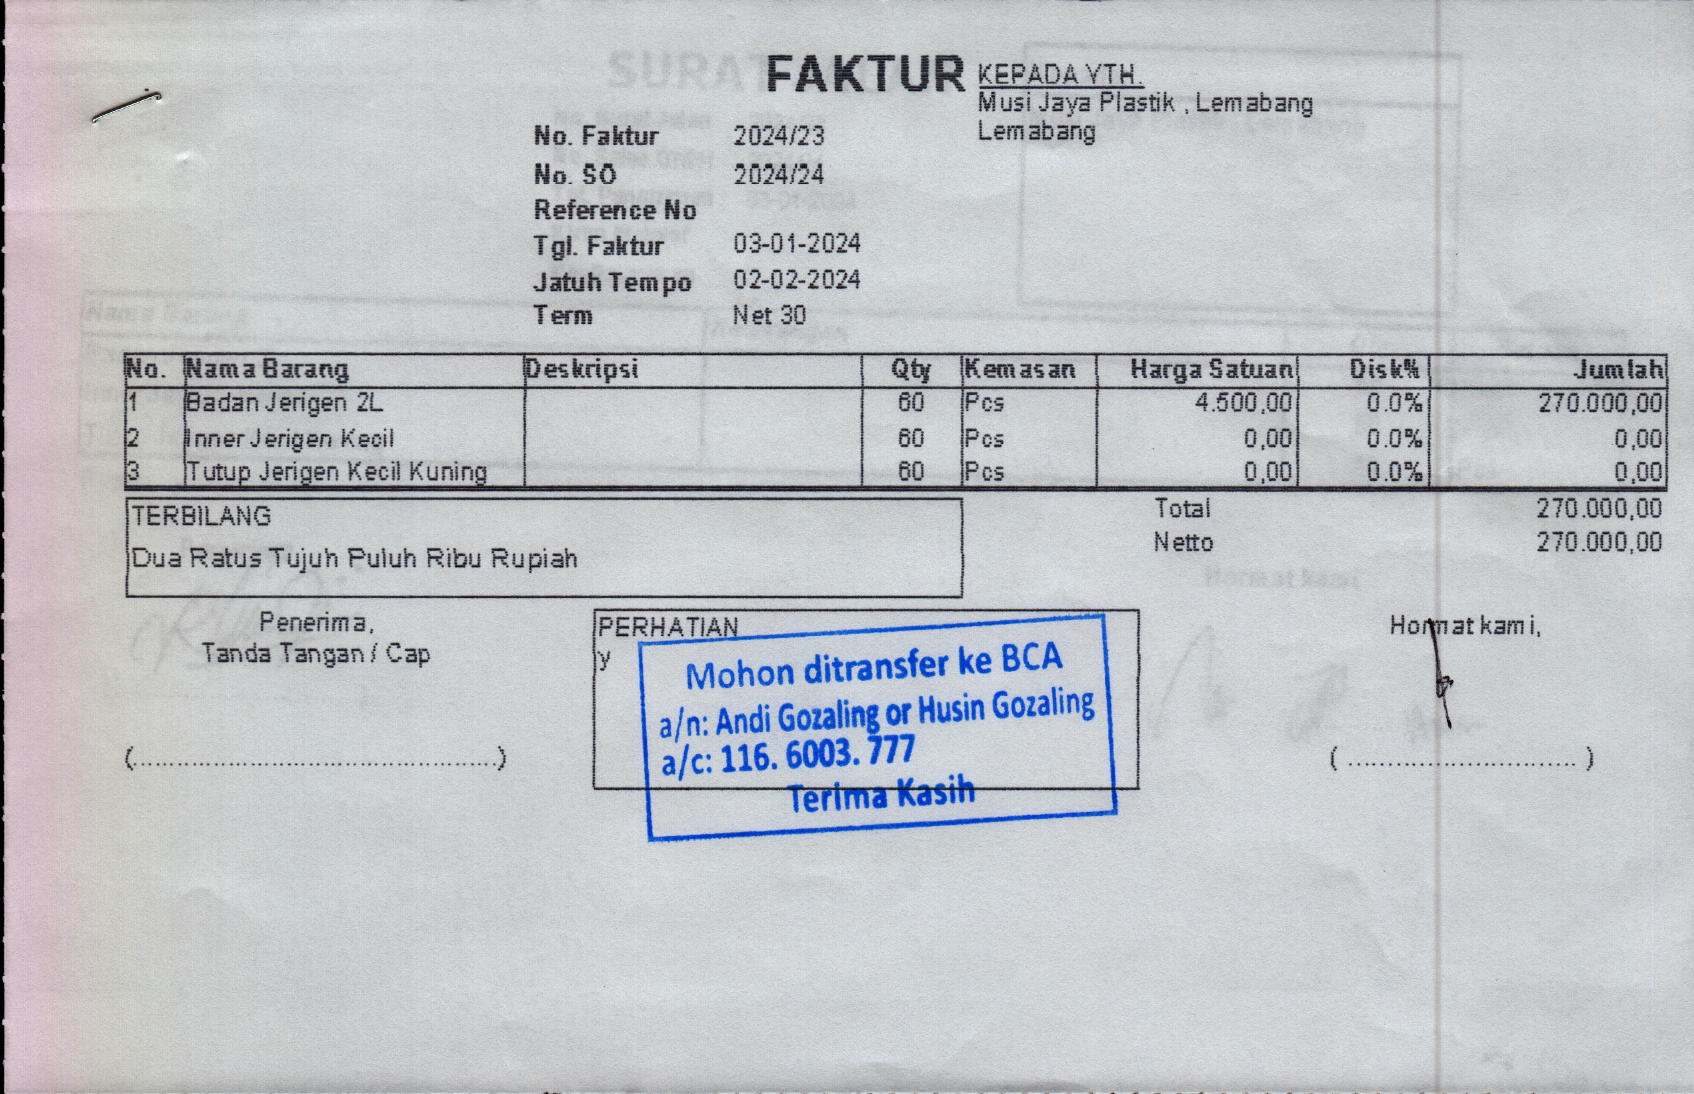 FAKTUR
KEPADA YTH.
Musi Jaya Plastik , Lemabang
Lemabang
No. Faktur 2024/23
No. SO 2024/24
Reference No
Tgl. Faktur 03-01-2024
Jatuh Tempo 02-02-2024
Term Net 30
No. Nama Barang Deskripsi Qty Kemasan Harga Satuan Disk% Jumlah
1 Badan Jerigen 2L 60 Pcs 4.500,00 0.0% 270.000,00
2 Inner Jerigen Kecil 60 Pcs 0,00 0.0% 0,00
3 Tutup Jerigen Kecil Kuning 60 Pcs 0,00 0.0% 0,00
Total 270.000,00
Netto 270.000,00
TERBILANG
Dua Ratus Tujuh Puluh Ribu Rupiah
Penerima,
Tanda Tangan / Cap
(............................................)
PERHATIAN
y
Mohon ditransfer ke BCA
a/n: Andi Gozaling or Husin Gozaling
a/c: 116. 6003. 777
Terima Kasih
Hormat kami,
( ............................ )